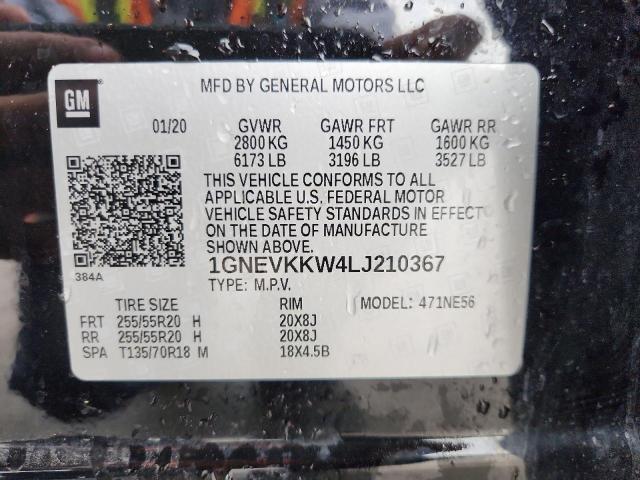 GM
MFD BY GENERAL MOTORS LLC
01/20 GVWR GAWR FRT GAWR RR
2800 KG 1450 KG 1600 KG
6173 LB 3196 LB 3527 LB
THIS VEHICLE CONFORMS TO ALL
APPLICABLE U.S. FEDERAL MOTOR
VEHICLE SAFETY STANDARDS IN EFFECT
ON THE DATE OF MANUFACTURE
SHOWN ABOVE.
384A
1GNEVKKW4LJ210367
TYPE: M.P.V.
TIRE SIZE RIM MODEL: 471NE56
FRT 255/55R20 H 20X8J
RR 255/55R20 H 20X8J
SPA T135/70R18 M 18X4.5B